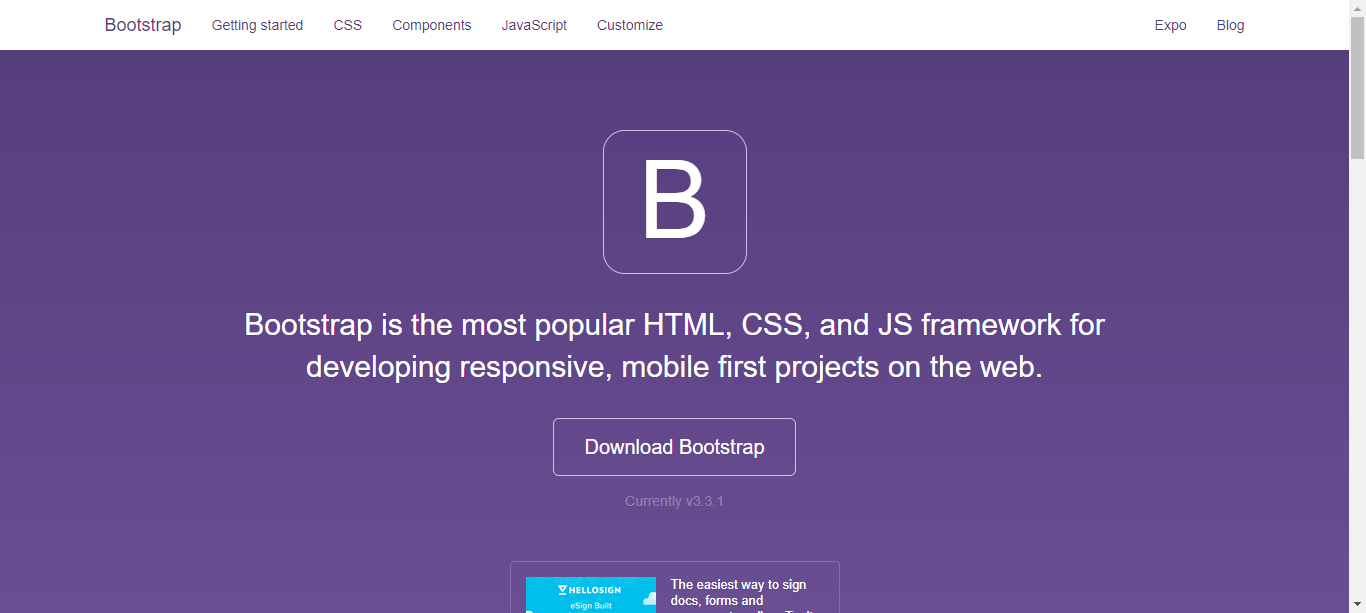 Bootstrap Getting started CSS Components JavaScript Customize Expo Blog
B
Bootstrap is the most popular HTML, CSS, and JS framework for
developing responsive, mobile first projects on the web.
Download Bootstrap
Currently v3.3.1
HELLOSIGN
eSign Built
The easiest way to sign
docs, forms and